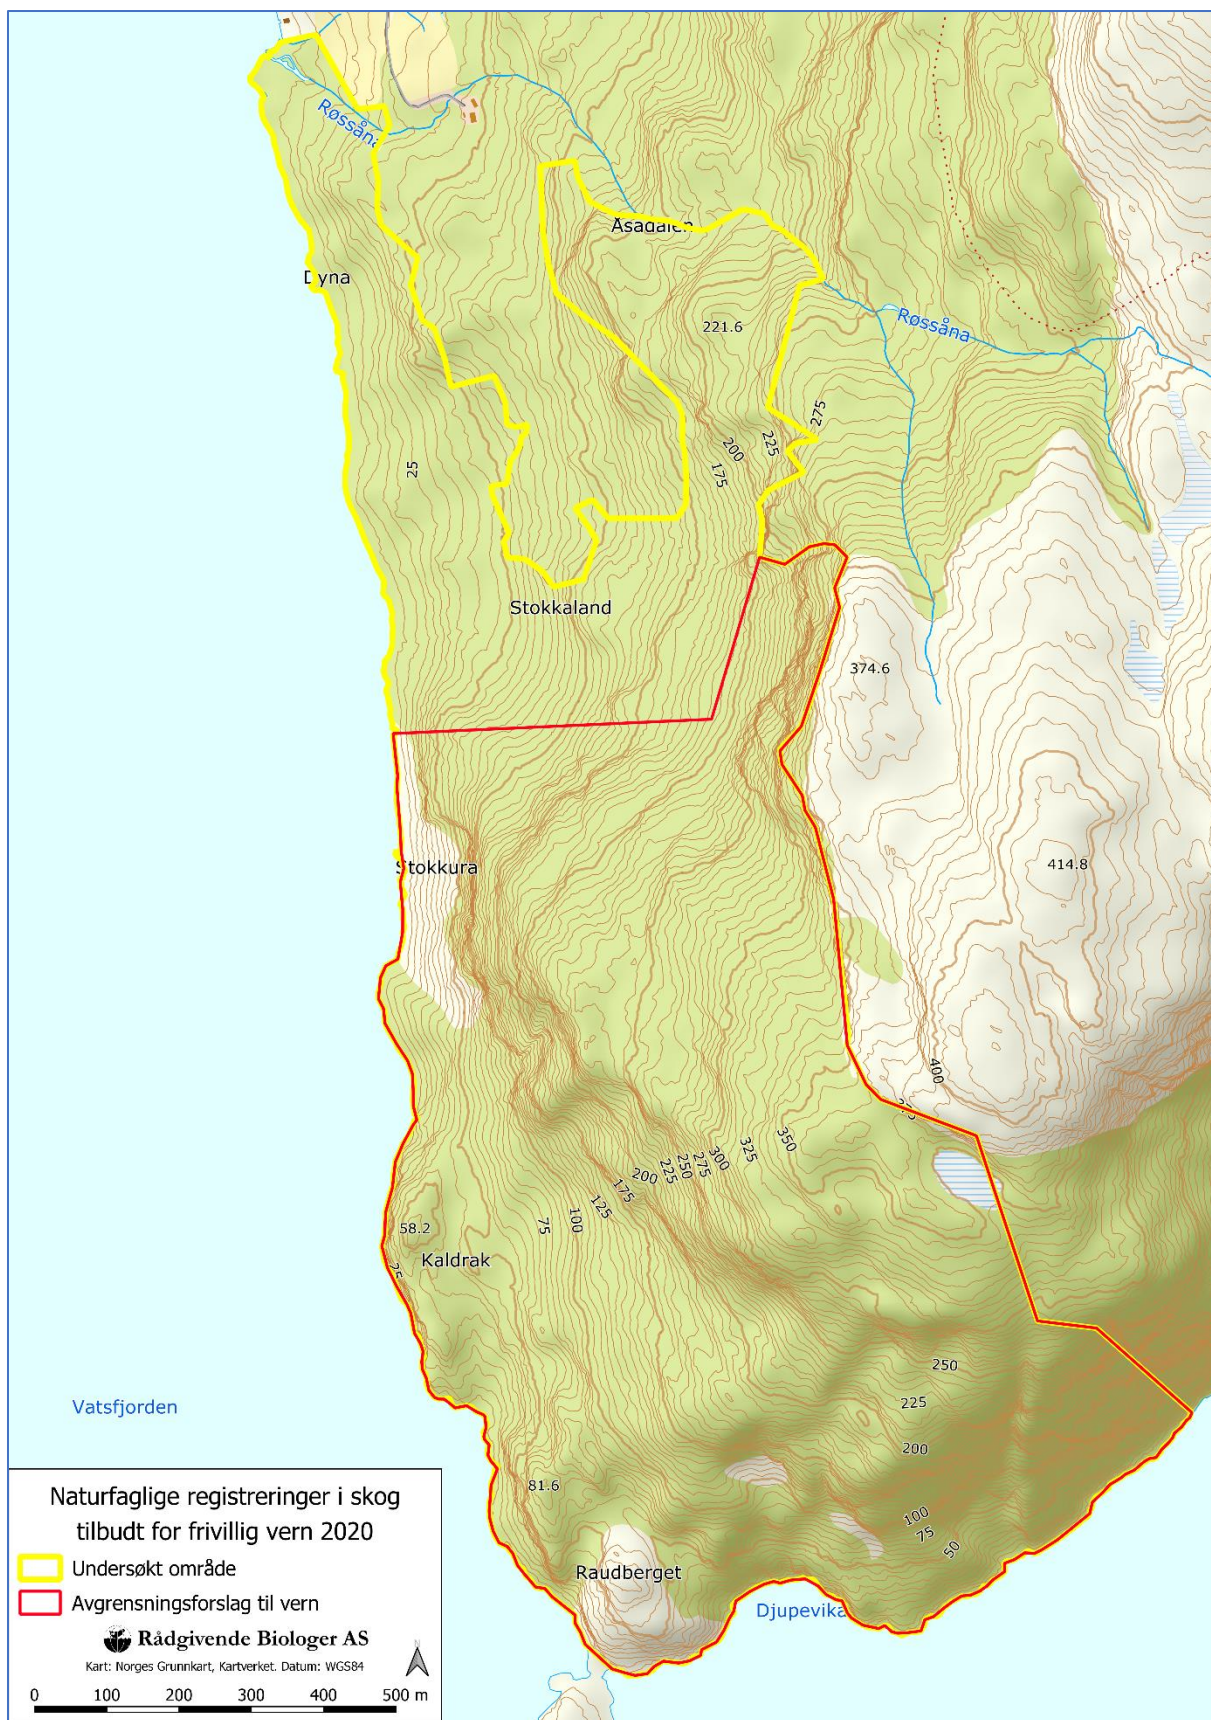 Røssåna
Åsadalen
Dyna
221.6
Røssåna
275
225
200
175
25
Stokkaland
374.6
Stokkura
414.8
400
350
325
300
275
250
225
200
175
125
100
75
58.2
Kaldrak
25
250
225
200
Vatsfjorden
81.6
100
75
50
Raudberget
Djupevika
Naturfaglige registreringer i skog
tilbudt for frivillig vern 2020
Undersøkt område
Avgrensningsforslag til vern
Rådgivende Biologer AS
N
Kart: Norges Grunnkart, Kartverket. Datum: WGS84
0 100 200 300 400 500 m